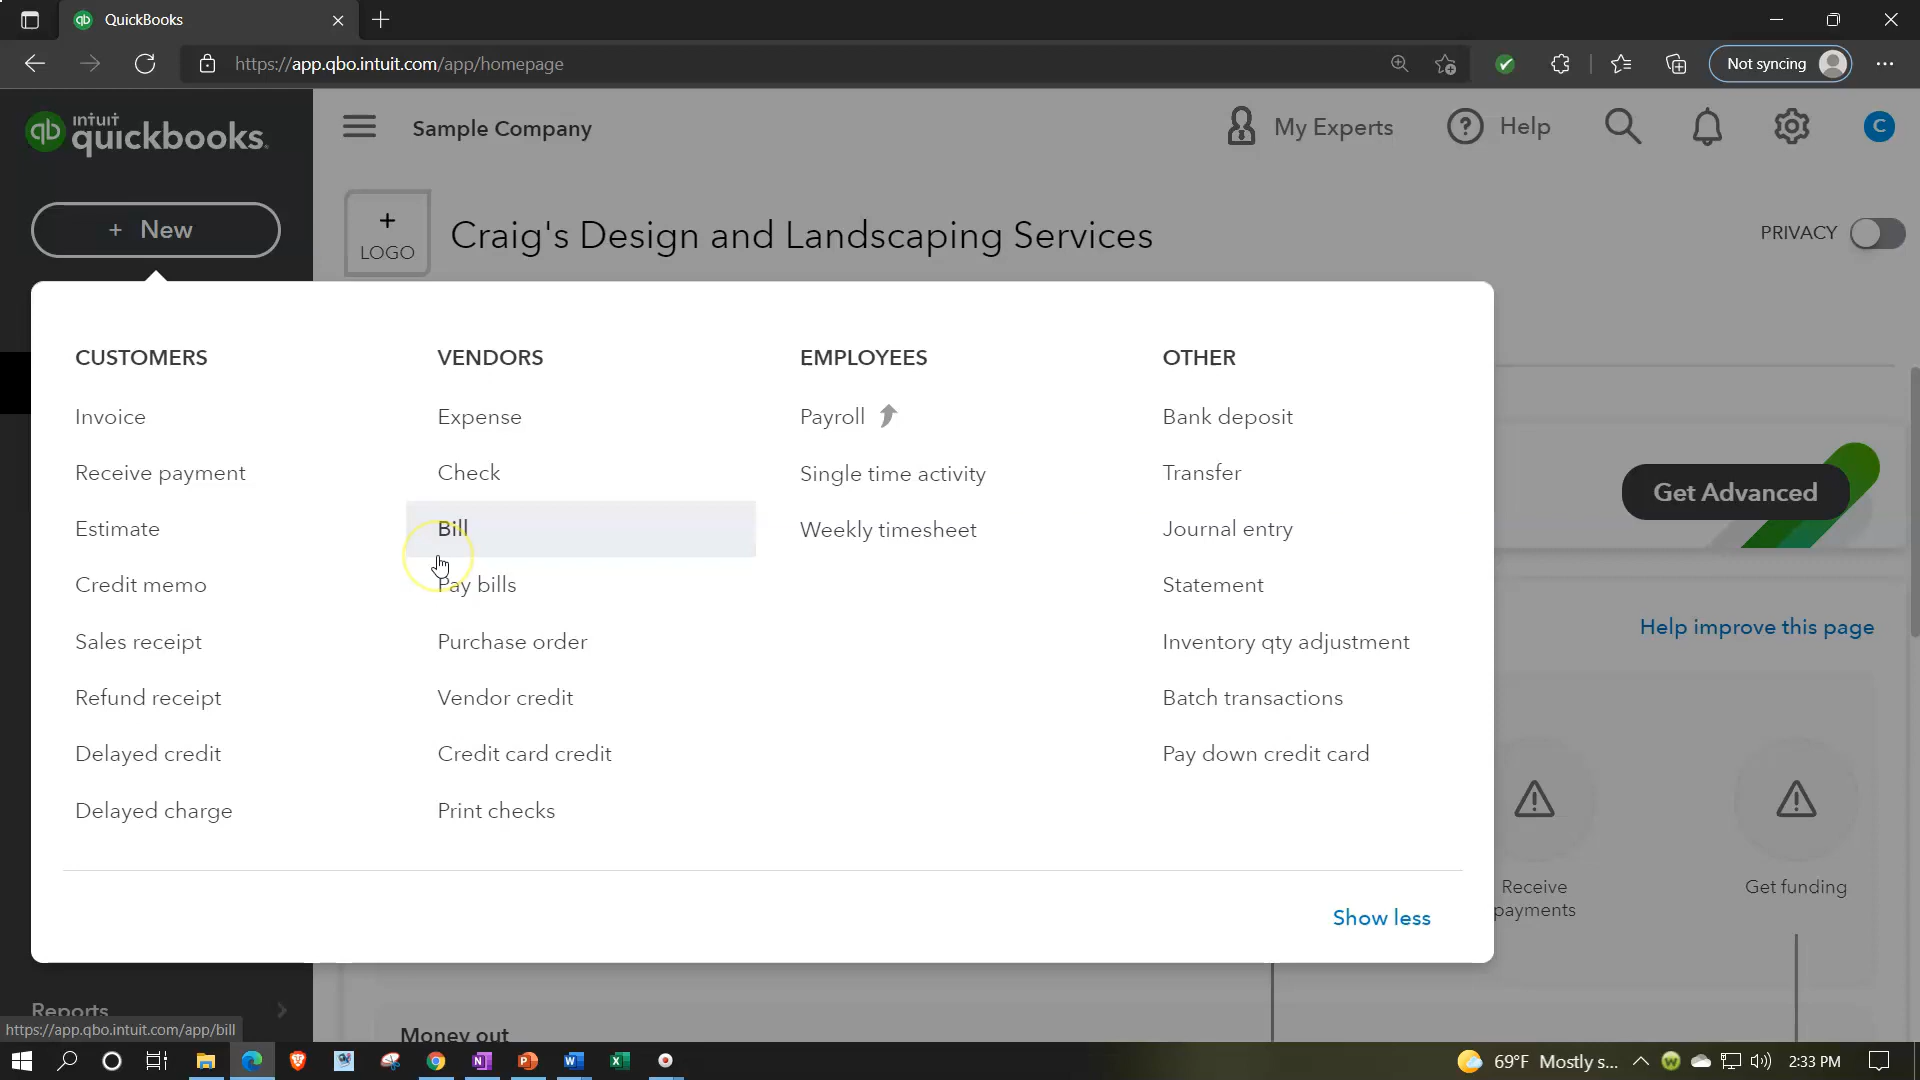 QuickBooks
https://app.qbo.intuit.com/app/homepage
Not syncing
intuit
quickbooks.
Sample Company
My Experts
Help
C
+ New
+
LOGO
Craig's Design and Landscaping Services
PRIVACY
CUSTOMERS
Invoice
Receive payment
Estimate
Credit memo
Sales receipt
Refund receipt
Delayed credit
Delayed charge
VENDORS
Expense
Check
Bill
Pay bills
Purchase order
Vendor credit
Credit card credit
Print checks
EMPLOYEES
Payroll
Single time activity
Weekly timesheet
OTHER
Bank deposit
Transfer
Journal entry
Statement
Inventory qty adjustment
Batch transactions
Pay down credit card
Show less
Get Advanced
Help improve this page
Receive
payments
Get funding
Reports
Money out
https://app.qbo.intuit.com/app/bill
69°F Mostly s...
2:33 PM